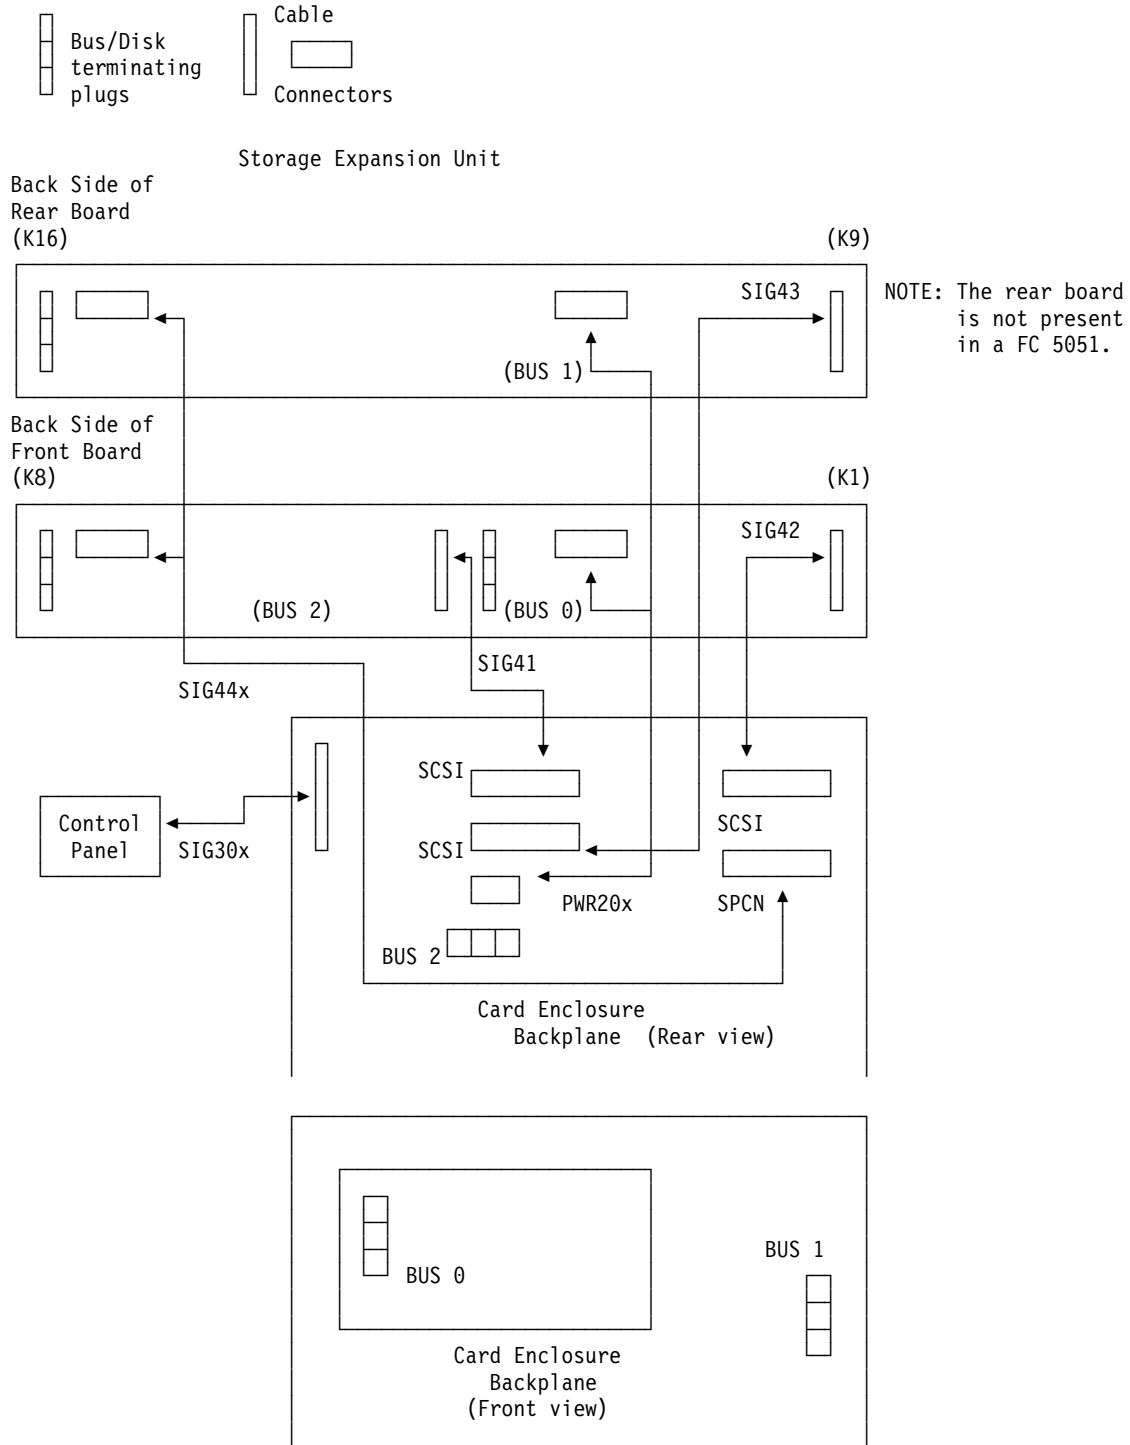 Bus/Disk
terminating
plugs
Cable
Connectors
Storage Expansion Unit
Back Side of
Rear Board
(K16)
(K9)
SIG43
(BUS 1)
NOTE: The rear board
is not present
in a FC 5051.
Back Side of
Front Board
(K8)
(K1)
SIG42
(BUS 2)
(BUS 0)
SIG41
SIG44x
SCSI
SCSI
SCSI
Control
Panel
SIG30x
PWR20x
SPCN
BUS 2
Card Enclosure
Backplane (Rear view)
BUS 0
BUS 1
Card Enclosure
Backplane
(Front view)